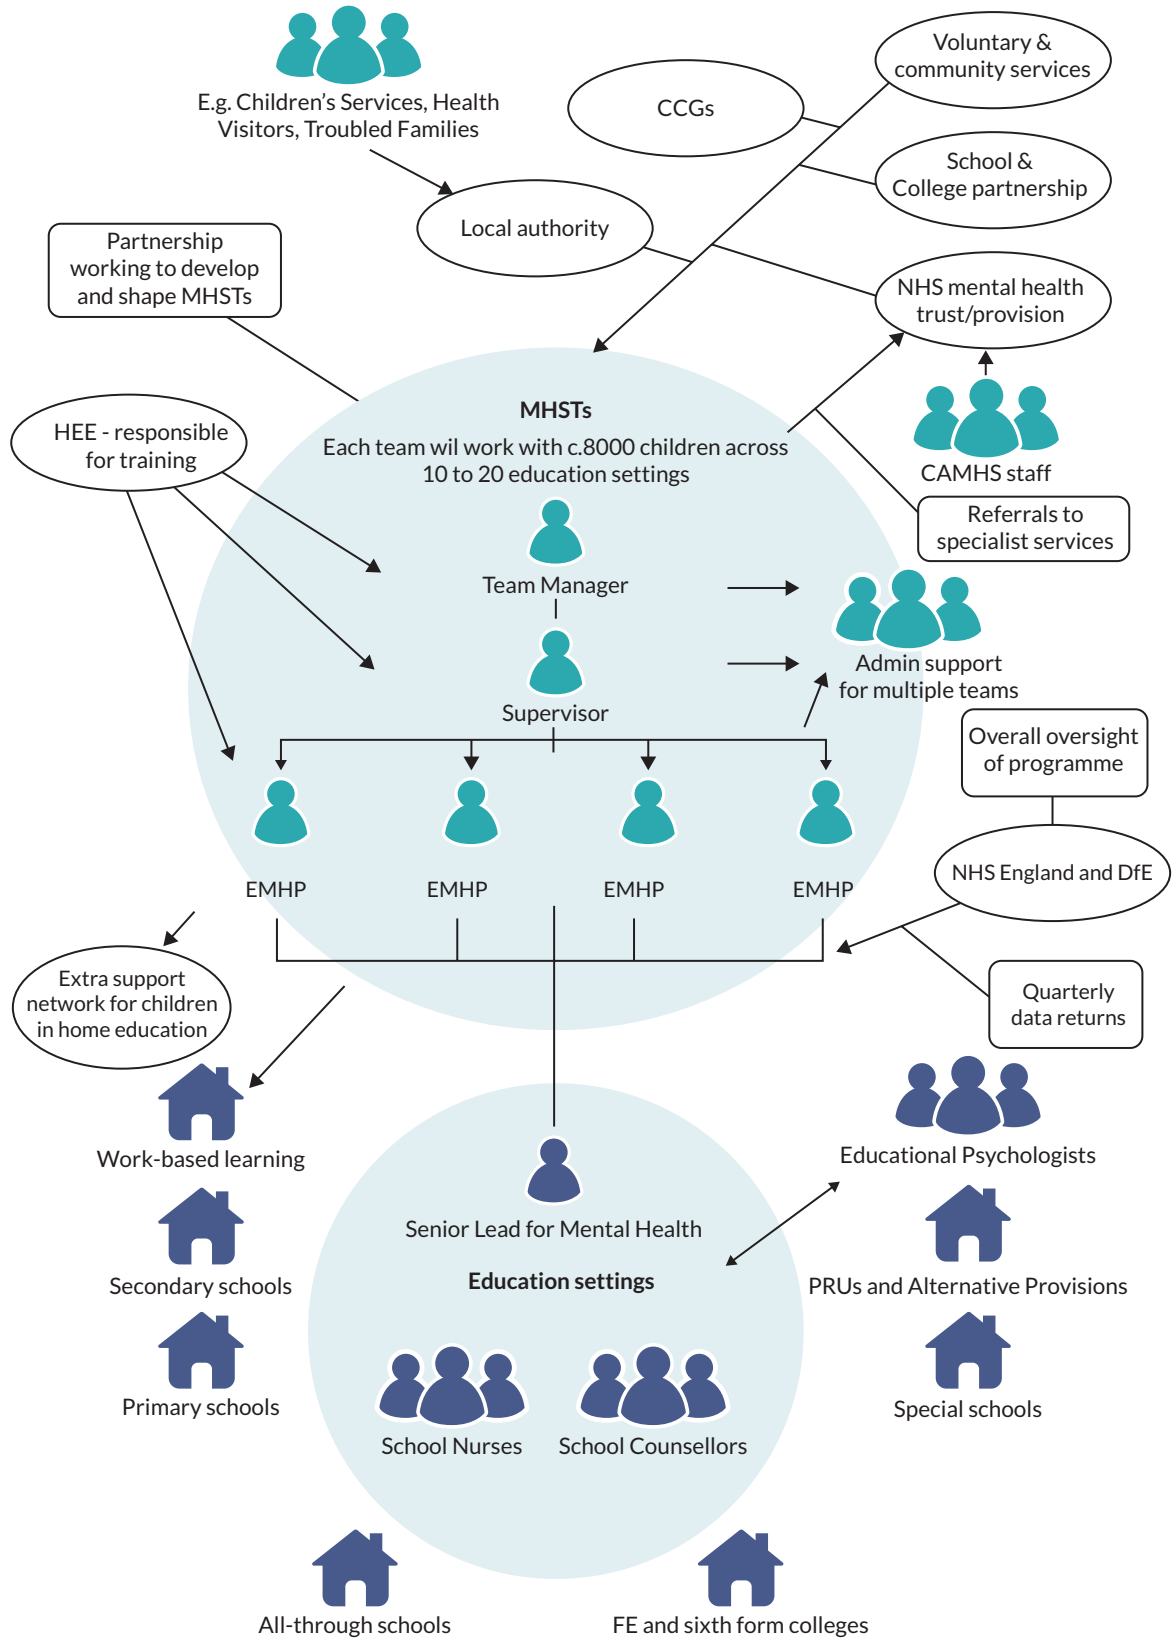 Voluntary &
community services
E.g. Children's Services, Health
Visitors, Troubled Families
CCGs
School &
College partnership
Local authority
Partnership
working to develop
and shape MHSTs
NHS mental health
trust/provision
MHSTs
Each team wil work with c.8000 children across
10 to 20 education settings
HEE - responsible
for training
CAMHS staff
Referrals to
specialist services
Team Manager
Admin support
for multiple teams
Supervisor
Overall oversight
of programme
NHS England and DfE
EMHP
EMHP
EMHP
EMHP
Extra support
network for children
in home education
Quarterly
data returns
Work-based learning
Educational Psychologists
Senior Lead for Mental Health
Education settings
Secondary schools
PRUs and Alternative Provisions
Primary schools
Special schools
School Nurses
School Counsellors
All-through schools
FE and sixth form colleges